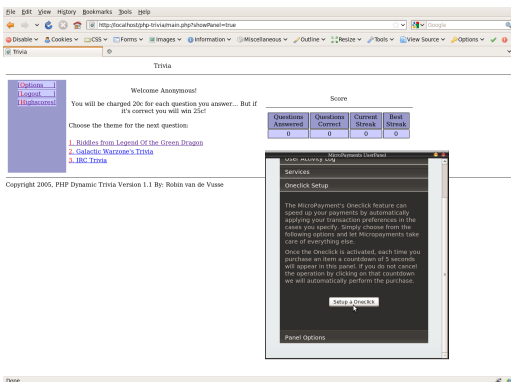 File Edit View History Bookmarks Tools Help
http://localhost/php-trivia/main.php?showPanel=true
Google
Disable Cookies CSS Forms Images Information Miscellaneous Outline Resize Tools View Source Options
Trivia
Trivia
[Options ]
[Logout ]
[Highscores]
Welcome Anonymous!
You will be charged 20c for each question you answer... But if
it's correct you will win 25c!
Choose the theme for the next question:
1. Riddles from Legend Of the Green Dragon
2. Galactic Warzone's Trivia
3. IRC Trivia
Score
Questions Answered Questions Correct Current Streak Best Streak
0 0 0 0
Copyright 2005, PHP Dynamic Trivia Version 1.1 By: Robin van de Vusse
MicroPayments UserPanel
User Activity Log
Services
Oneclick Setup
The MicroPayment's Oneclick feature can
speed up your payments by automatically
applying your transaction preferences in the
cases you specify. Simply choose from the
following options and let Micropayments take
care of everything else.
Once the Oneclick is activated, each time you
purchase an item a countdown of 5 seconds
will appear in this panel. If you do not cancel
the operation by clicking on that countdown
we will automatically perform the purchase.
Setup a Oneclick
Panel Options
Done